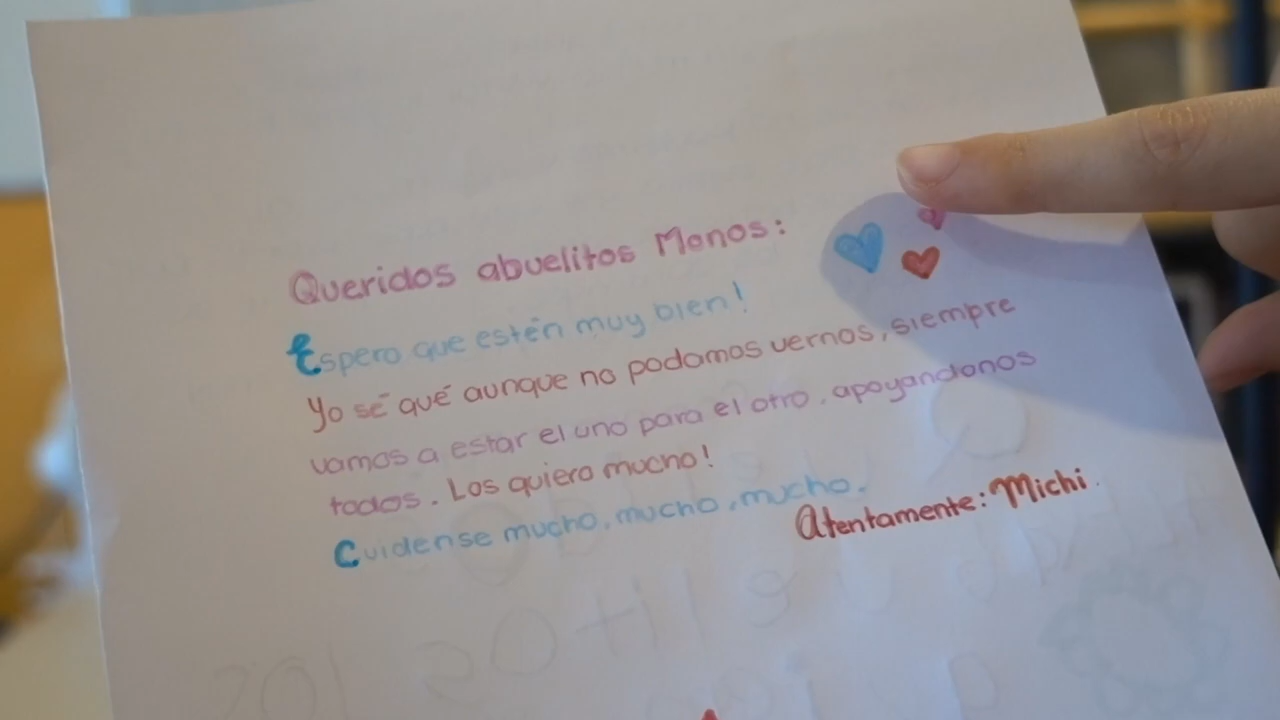 Queridos abuelitos Monos:
Espero que estén muy bien!
Yo sé qué aunque no podamos vernos, siempre
vamos a estar el uno para el otro, apoyandonos
todos. Los quiero mucho!
Cuidense mucho, mucho, mucho.
Atentamente: Michi.